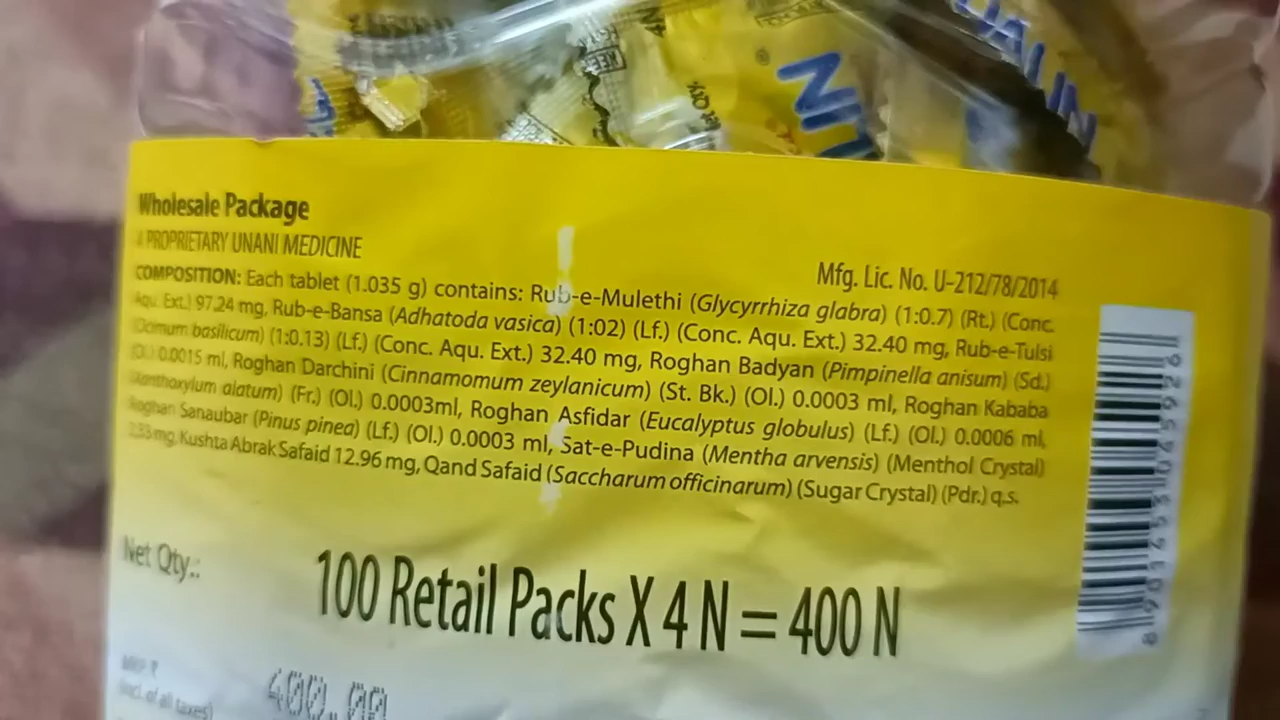 UALIN
Wholesale Package
A PROPRIETARY UNANI MEDICINE
Mfg. Lic. No. U-212/78/2014
COMPOSITION: Each tablet (1.035 g) contains: Rub-e-Mulethi (Glycyrrhiza glabra) (1:0.7) (Rt.) (Conc.
Aqu. Ext.) 97.24 mg, Rub-e-Bansa (Adhatoda vasica) (1:02) (Lf.) (Conc. Aqu. Ext.) 32.40 mg, Rub-e-Tulsi
(Ocimum basilicum) (1:0.13) (Lf.) (Conc. Aqu. Ext.) 32.40 mg, Roghan Badyan (Pimpinella anisum) (Sd.)
(Ol.) 0.0015 ml, Roghan Darchini (Cinnamomum zeylanicum) (St. Bk.) (Ol.) 0.0003 ml, Roghan Kababa
(Xanthoxylum alatum) (Fr.) (Ol.) 0.0003ml, Roghan Asfidar (Eucalyptus globulus) (Lf.) (Ol.) 0.0006 ml,
Roghan Sanaubar (Pinus pinea) (Lf.) (Ol.) 0.0003 ml, Sat-e-Pudina (Mentha arvensis) (Menthol Crystal)
2.33 mg, Kushta Abrak Safaid 12.96 mg, Qand Safaid (Saccharum officinarum) (Sugar Crystal) (Pdr.) q.s.
Net Qty.:
100 Retail Packs X 4 N = 400 N
MRP ₹
(incl. of all taxes)
400.00